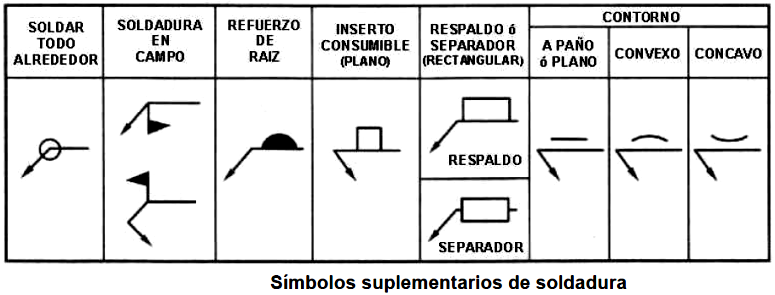 SOLDAR
TODO
ALREDEDOR
SOLDADURA
EN
CAMPO
REFUERZO
DE
RAIZ
INSERTO
CONSUMIBLE
(PLANO)
RESPALDO ó
SEPARADOR
(RECTANGULAR)
CONTORNO
A PAÑO
ó PLANO
CONVEXO
CONCAVO
RESPALDO
SEPARADOR
Símbolos suplementarios de soldadura